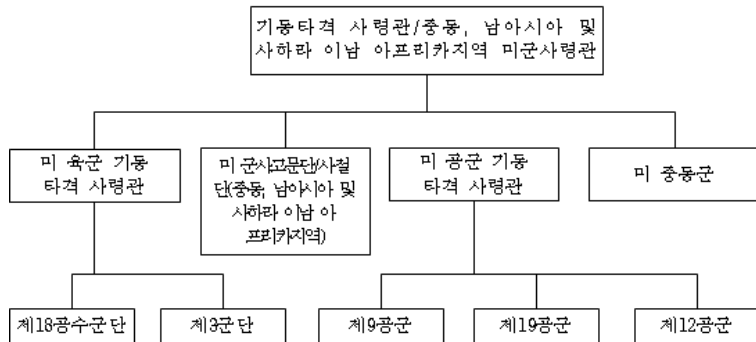 기동타격 사령관/중동, 남아시아 및
사하라 이남 아프리카지역 미군사령관
미 육군 기동
타격 사령관
미 군사고문단/사절
단(중동, 남아시아 및
사하라 이남 아
프리카지역)
미 공군 기동
타격 사령관
미 중동군
제18공수군단
제3군단
제9공군
제19공군
제12공군